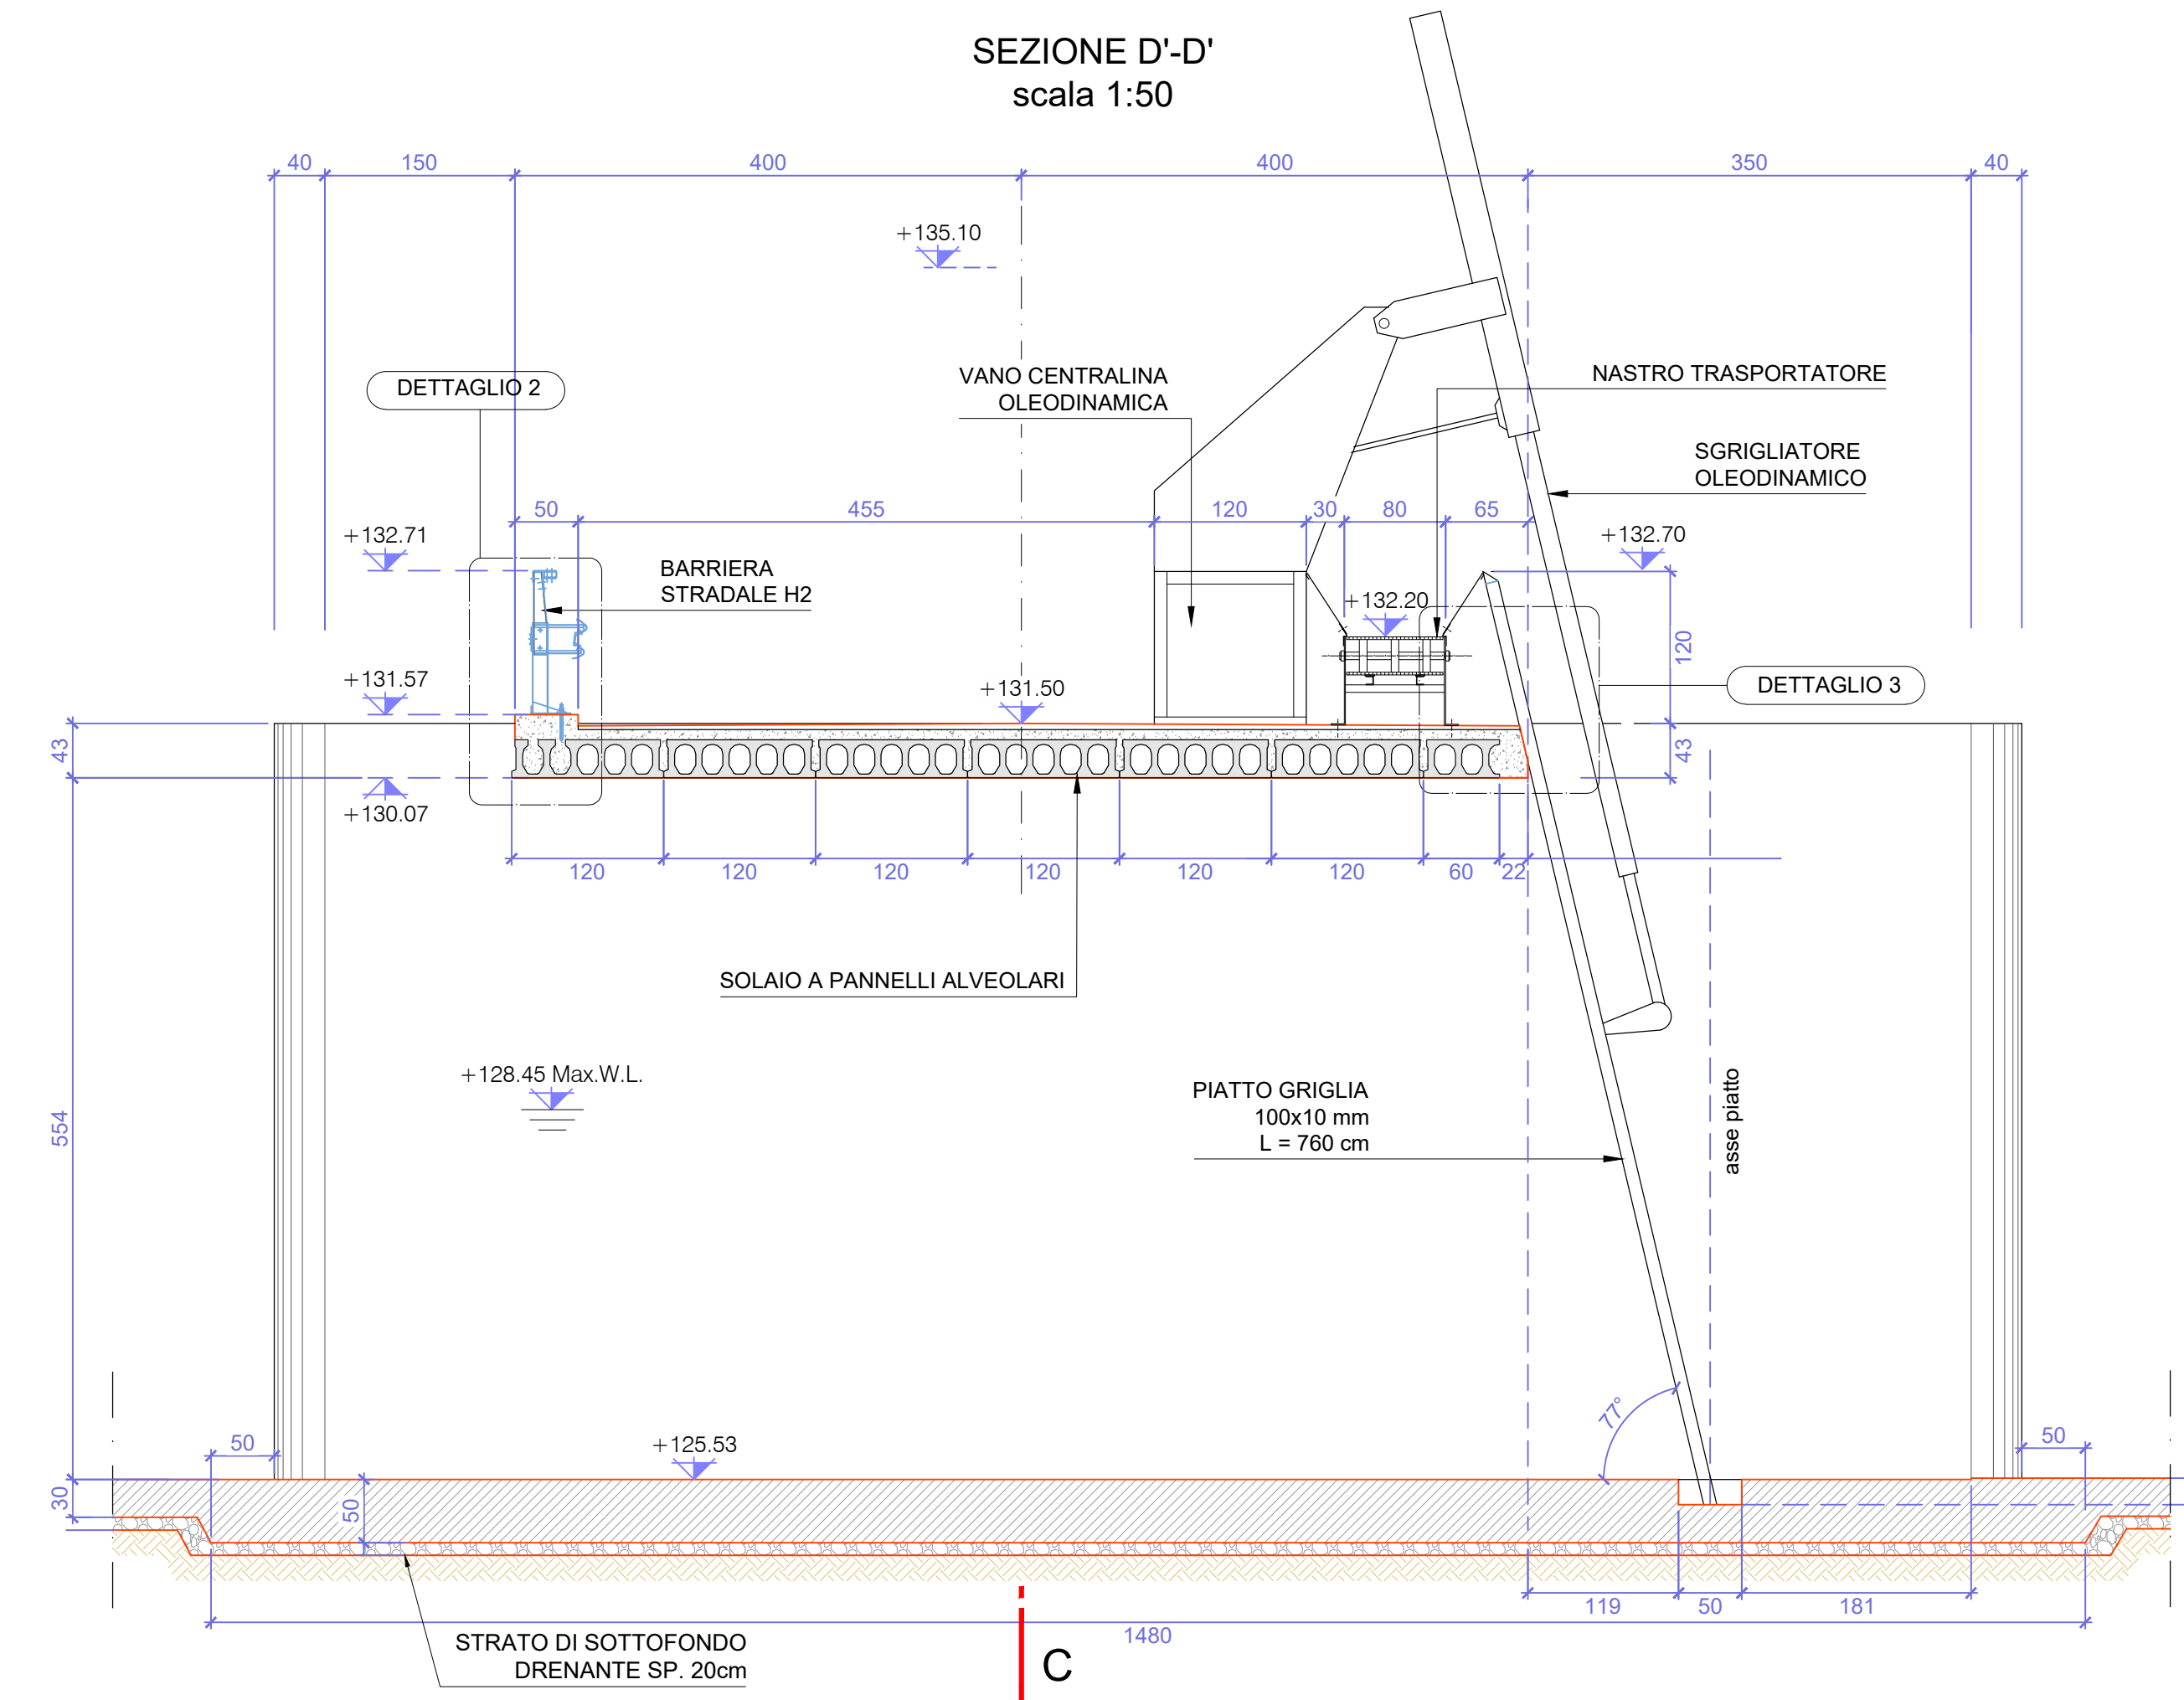 SEZIONE D'-D'
scala 1:50
40
150
400
400
350
40
+135.10
DETTAGLIO 2
VANO CENTRALINA
OLEODINAMICA
NASTRO TRASPORTATORE
SGRIGLIATORE
OLEODINAMICO
50
455
120
30
80
65
+132.71
+132.70
BARRIERA
STRADALE H2
+132.20
120
+131.57
+131.50
DETTAGLIO 3
43
43
+130.07
120
120
120
120
120
120
60
22
SOLAIO A PANNELLI ALVEOLARI
+128.45 Max.W.L.
PIATTO GRIGLIA
100x10 mm
L = 760 cm
asse piatto
554
77°
50
+125.53
50
30
50
119
50
181
1480
STRATO DI SOTTOFONDO
DRENANTE SP. 20cm
C